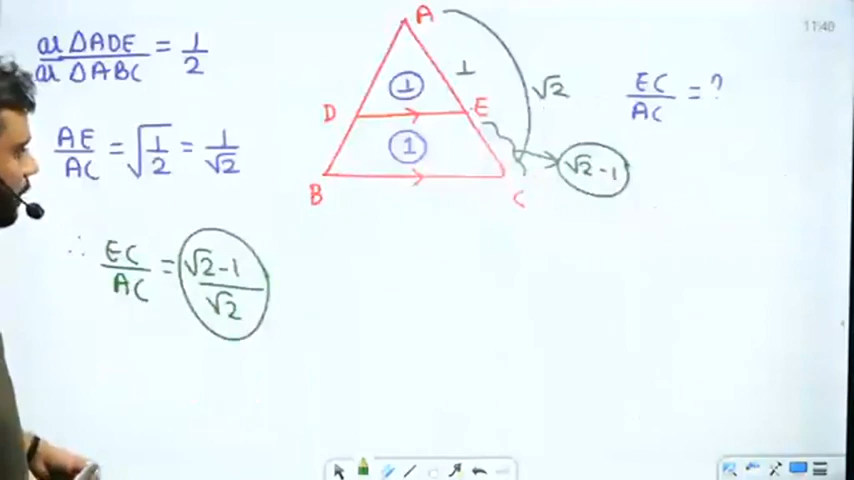 ar ΔADE / ar ΔABC = 1/2
AE/AC = √1/2 = 1/√2
∴ EC/AC = √2-1/√2
A
1
√2
1
D
E
1
√2-1
B
C
EC/AC = ?
11:40